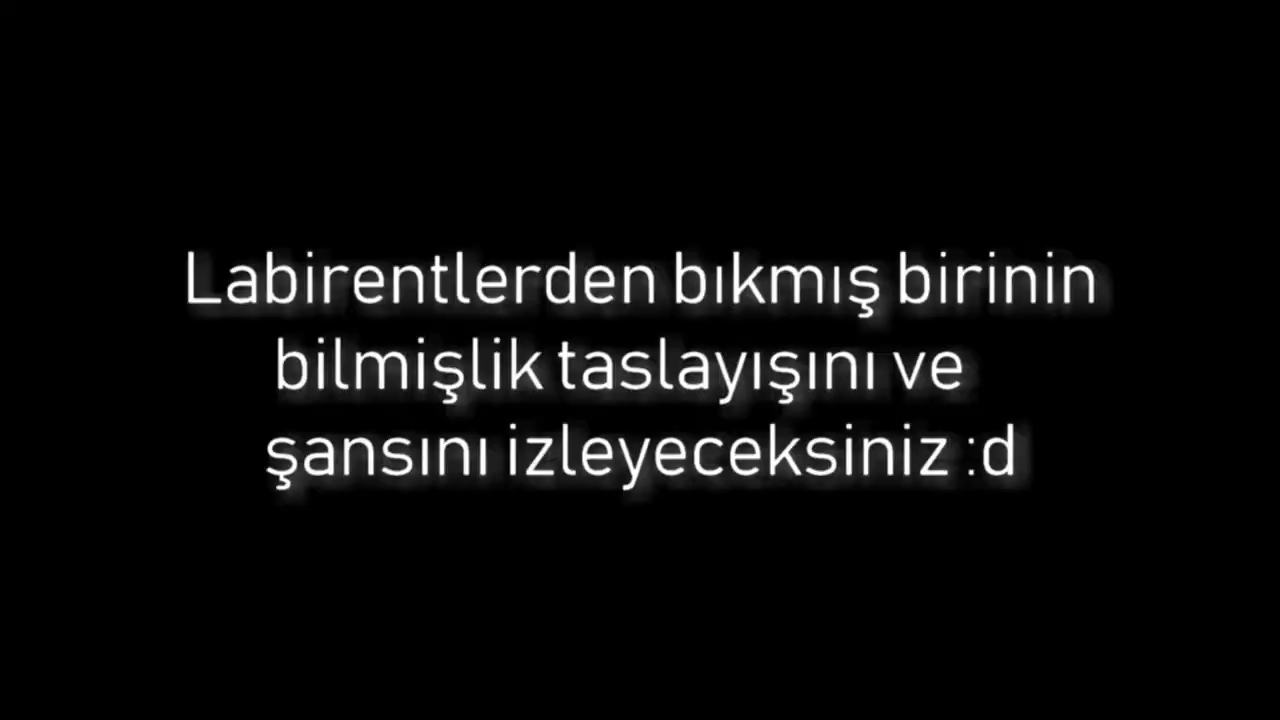 Labirentlerden bıkmış birinin
bilmişlik taslayışını ve
şansını izleyeceksiniz :d